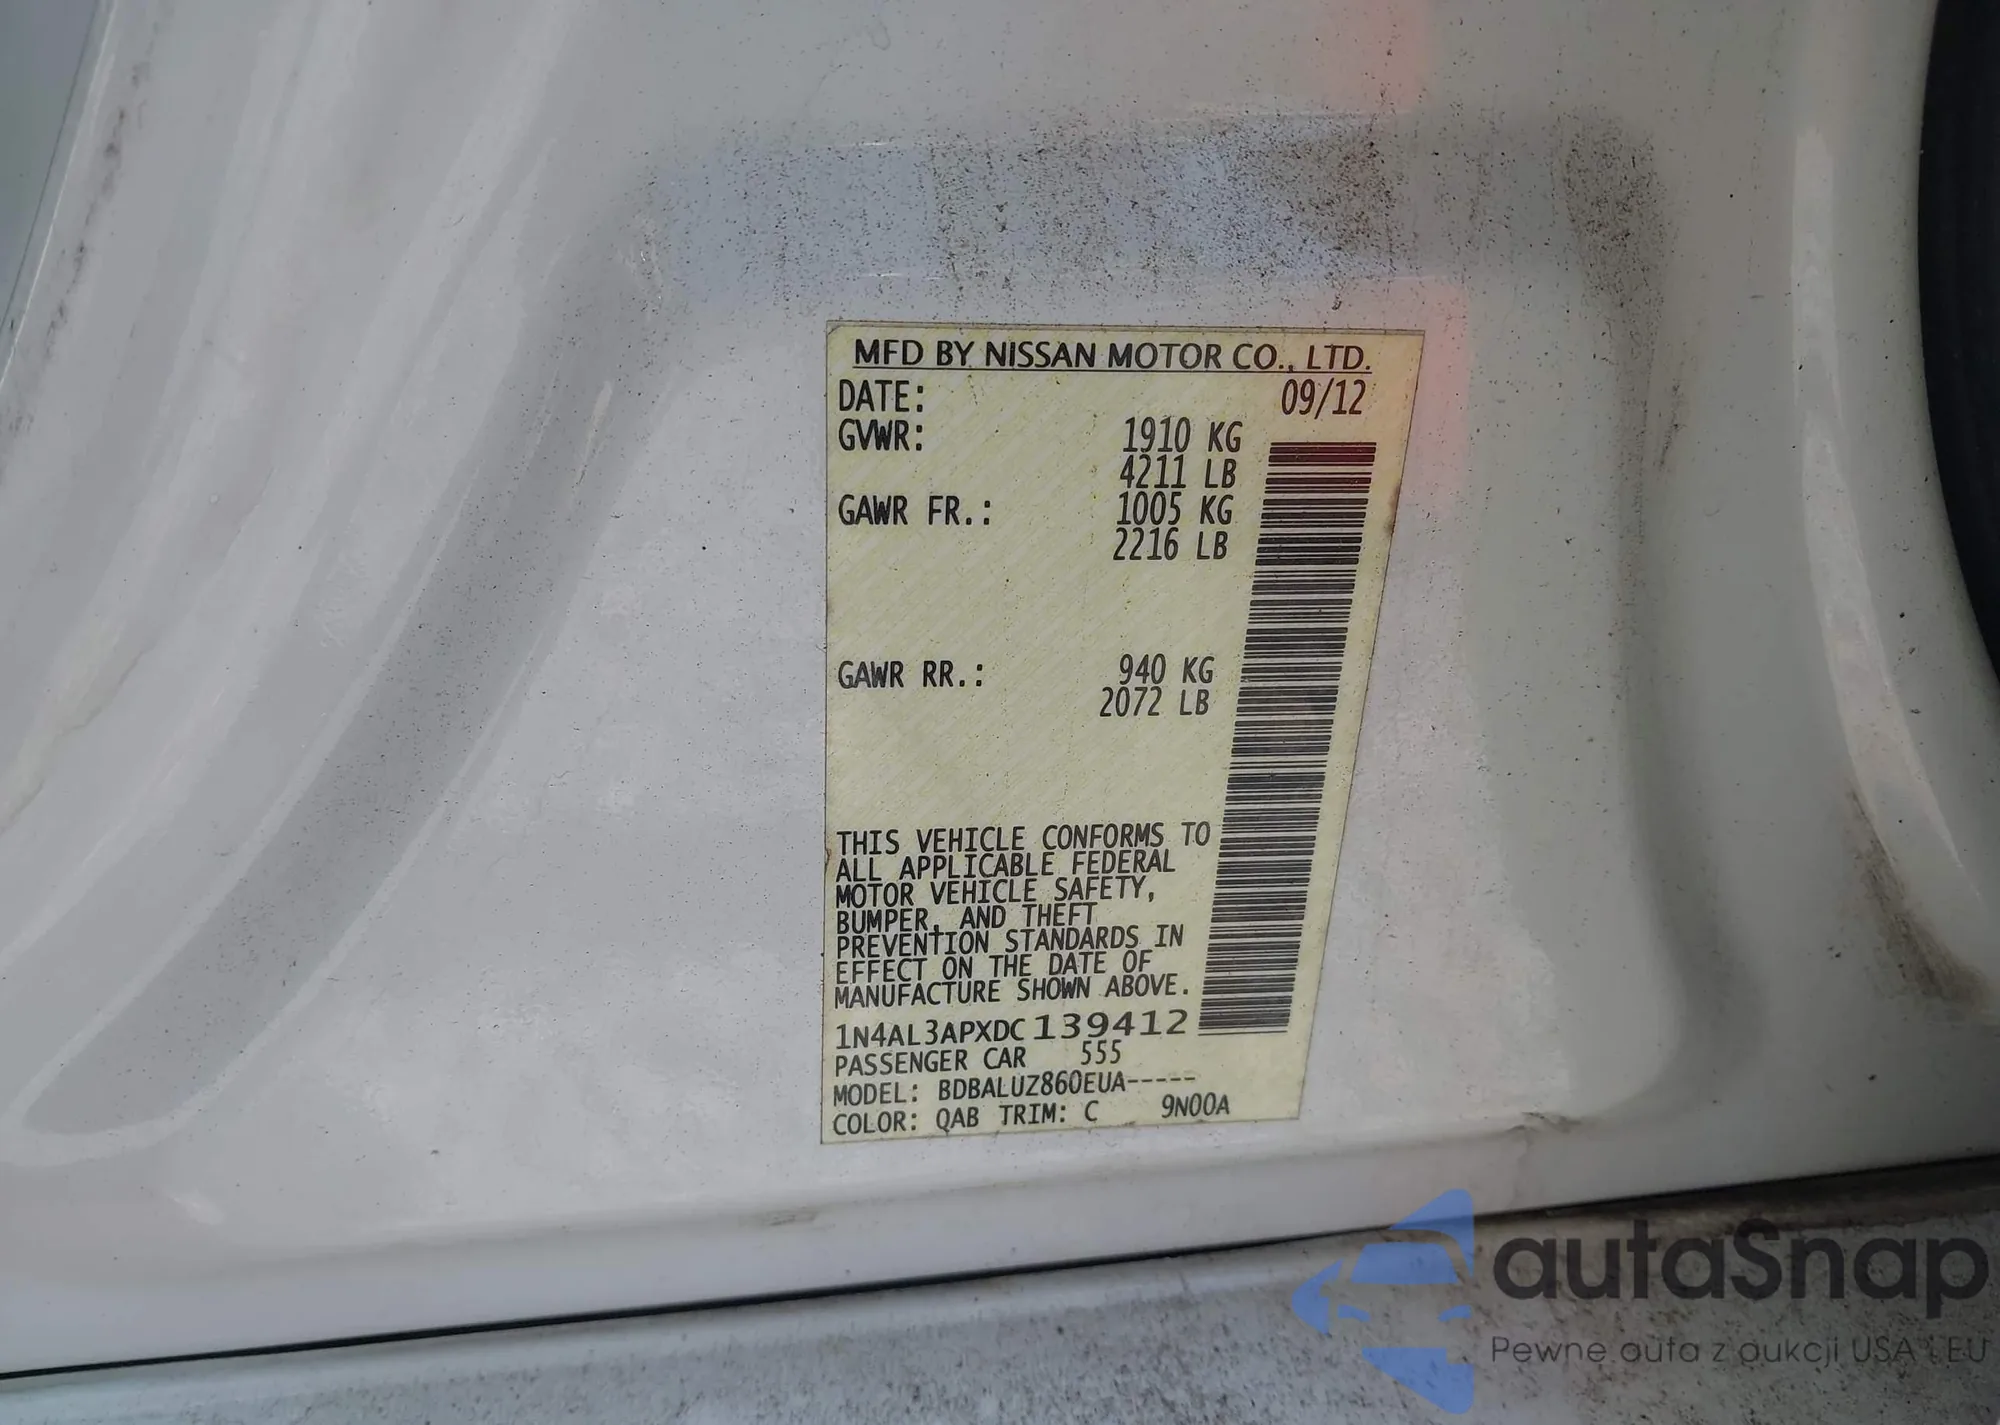 MFD BY NISSAN MOTOR CO., LTD.
DATE: 09/12
GVWR: 1910 KG
4211 LB
GAWR FR.: 1005 KG
2216 LB
GAWR RR.: 940 KG
2072 LB
THIS VEHICLE CONFORMS TO
ALL APPLICABLE FEDERAL
MOTOR VEHICLE SAFETY,
BUMPER, AND THEFT
PREVENTION STANDARDS IN
EFFECT ON THE DATE OF
MANUFACTURE SHOWN ABOVE.
1N4AL3APXDC139412
PASSENGER CAR 555
MODEL: BDBALUZ860EUA-----
COLOR: QAB TRIM: C 9N00A
autaSnap
Pewne auta z aukcji USA i EU